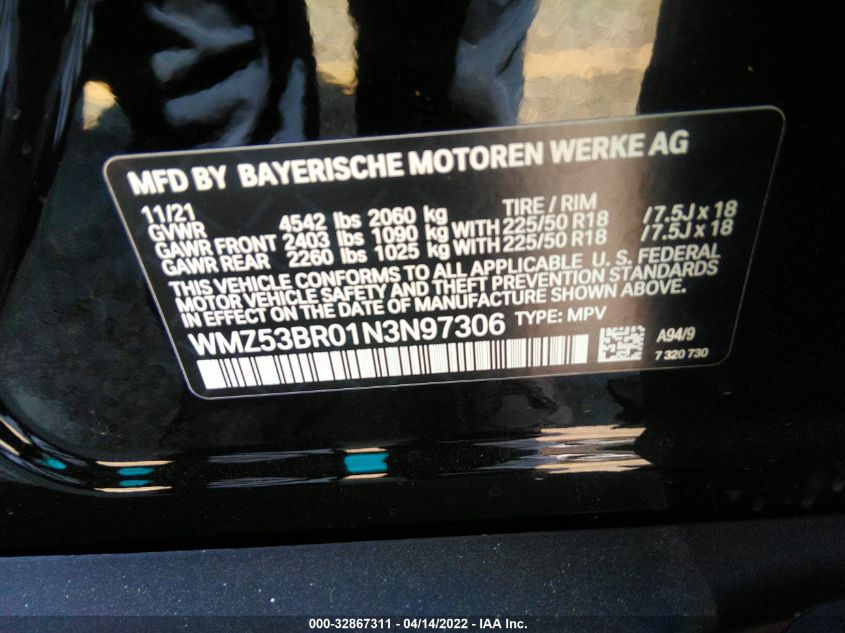 MFD BY BAYERISCHE MOTOREN WERKE AG
11/21 TIRE / RIM
GVWR 4542 lbs 2060 kg
GAWR FRONT 2403 lbs 1090 kg WITH 225/50 R18 /7.5J x 18
GAWR REAR 2260 lbs 1025 kg WITH 225/50 R18 /7.5J x 18
THIS VEHICLE CONFORMS TO ALL APPLICABLE U. S. FEDERAL
MOTOR VEHICLE SAFETY AND THEFT PREVENTION STANDARDS
IN EFFECT ON THE DATE OF MANUFACTURE SHOWN ABOVE.
WMZ53BR01N3N97306 TYPE: MPV
A94/9
7 320 730
000-32867311 - 04/14/2022 - IAA Inc.